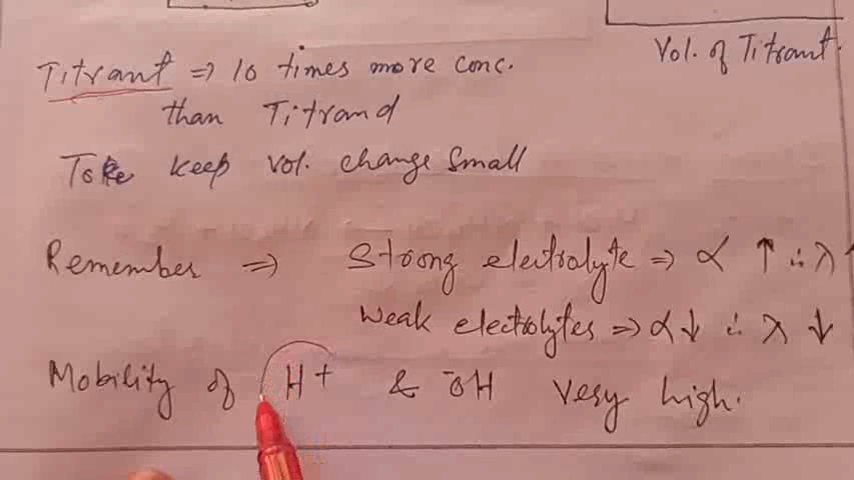 Vol. of Titrant.
Titrant ⇒ 10 times more conc.
than Titrand
To keep vol. change small
Remember ⇒ Strong electrolyte ⇒ α ↑ ∴ λ ↑
Weak electrolytes ⇒ α ↓ ∴ λ ↓
Mobility of H+ & -OH very high.